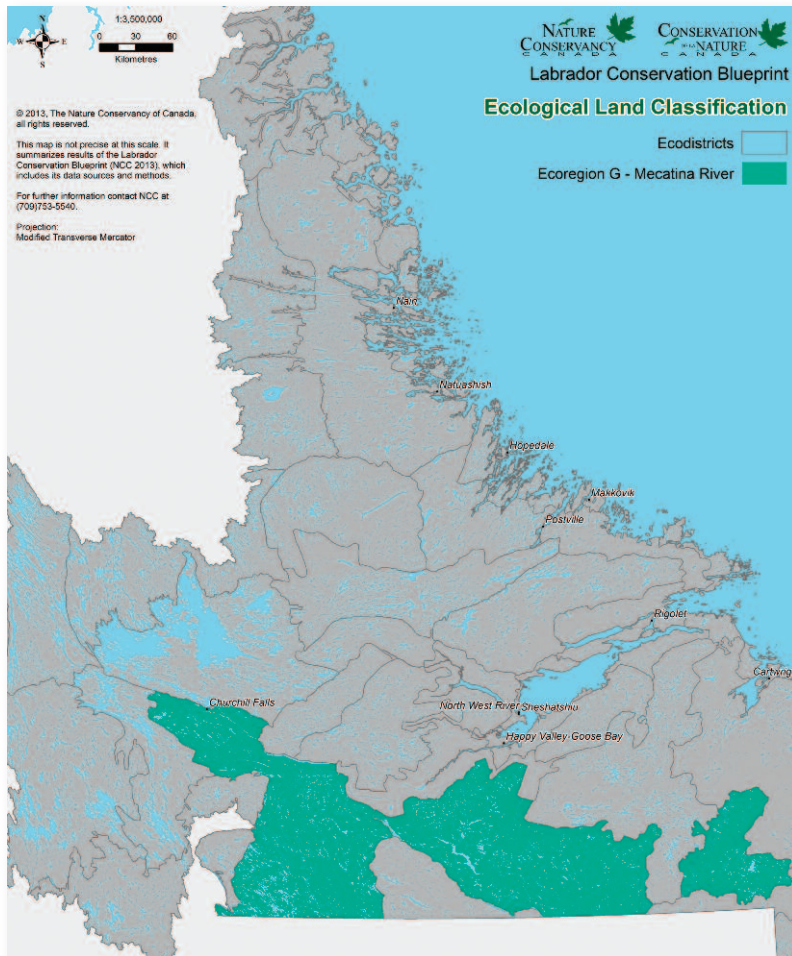 N
W E
S
1:3,500,000
0 30 60
Kilometres
© 2013, The Nature Conservancy of Canada,
all rights reserved.
This map is not precise at this scale. It
summarizes results of the Labrador
Conservation Blueprint (NCC 2013), which
includes its data sources and methods.
For further information contact NCC at
(709)753-5540.
Projection:
Modified Transverse Mercator
NATURE
CONSERVANCY
CANADA
CONSERVATION
DE LA NATURE
CANADA
Labrador Conservation Blueprint
Ecological Land Classification
Ecodistricts
Ecoregion G - Mecatina River
Nain
Natuashish
Hopedale
Makkovik
Postville
Rigolet
Cartwrig
Churchill Falls
North West River
Sheshatshiu
Happy Valley-Goose Bay